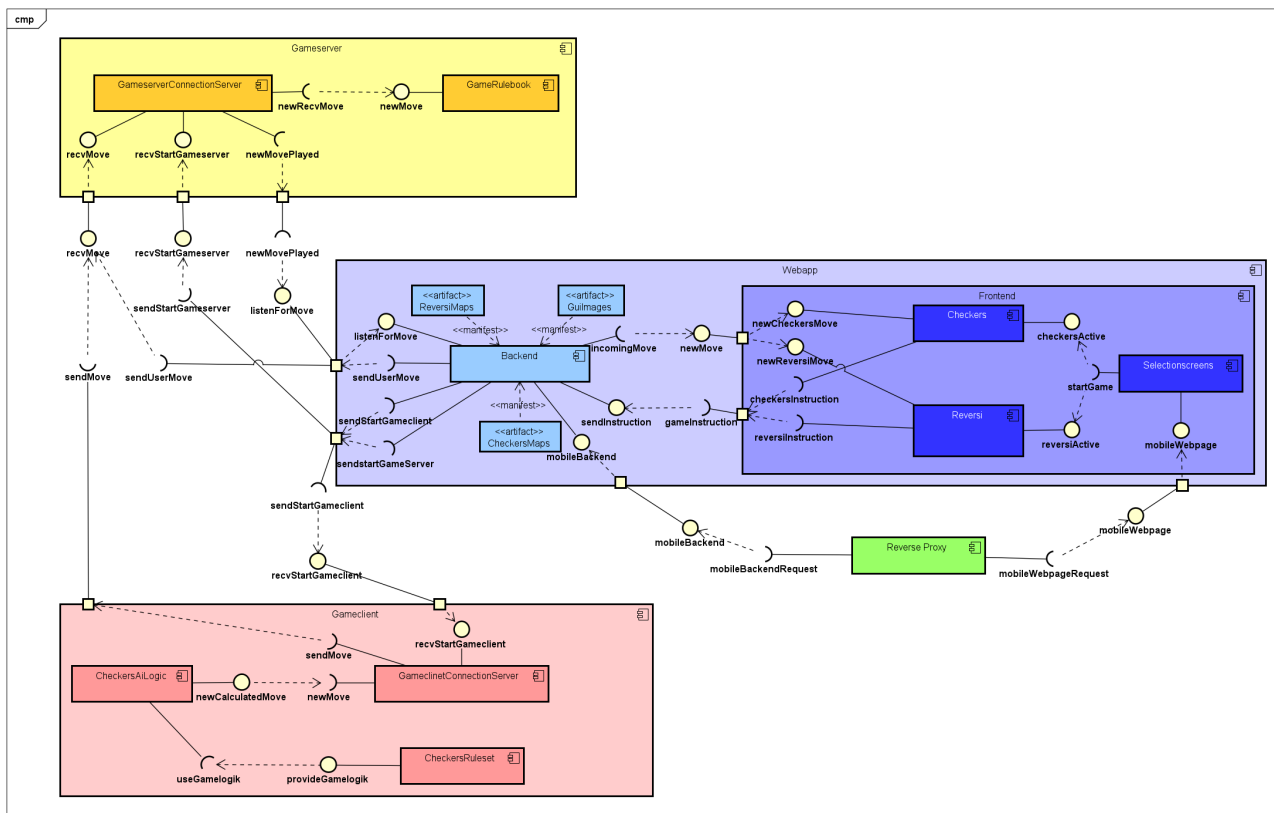 cmp
Gameserver
GameserverConnectionServer
GameRulebook
newRecvMove
newMove
recvMove
recvStartGameserver
newMovePlayed
recvMove
recvStartGameserver
newMovePlayed
sendStartGameserver
listenForMove
sendMove
sendUserMove
Webapp
<<artifact>>
ReversiMaps
<<artifact>>
GuiImages
<<manifest>>
<<manifest>>
listenForMove
incomingMove
newMove
Backend
sendUserMove
sendStartGameclient
<<manifest>>
<<artifact>>
CheckersMaps
sendstartGameServer
sendInstruction
gameInstruction
mobileBackend
Frontend
newCheckersMove
Checkers
checkersActive
newReversiMove
Selectionscreens
startGame
checkersInstruction
Reversi
reversiInstruction
reversiActive
mobileWebpage
sendStartGameclient
mobileBackend
Reverse Proxy
mobileWebpage
mobileBackendRequest
mobileWebpageRequest
recvStartGameclient
Gameclient
recvStartGameclient
sendMove
CheckersAiLogic
GameclinetConnectionServer
newCalculatedMove
newMove
CheckersRuleset
useGamelogik
provideGamelogik